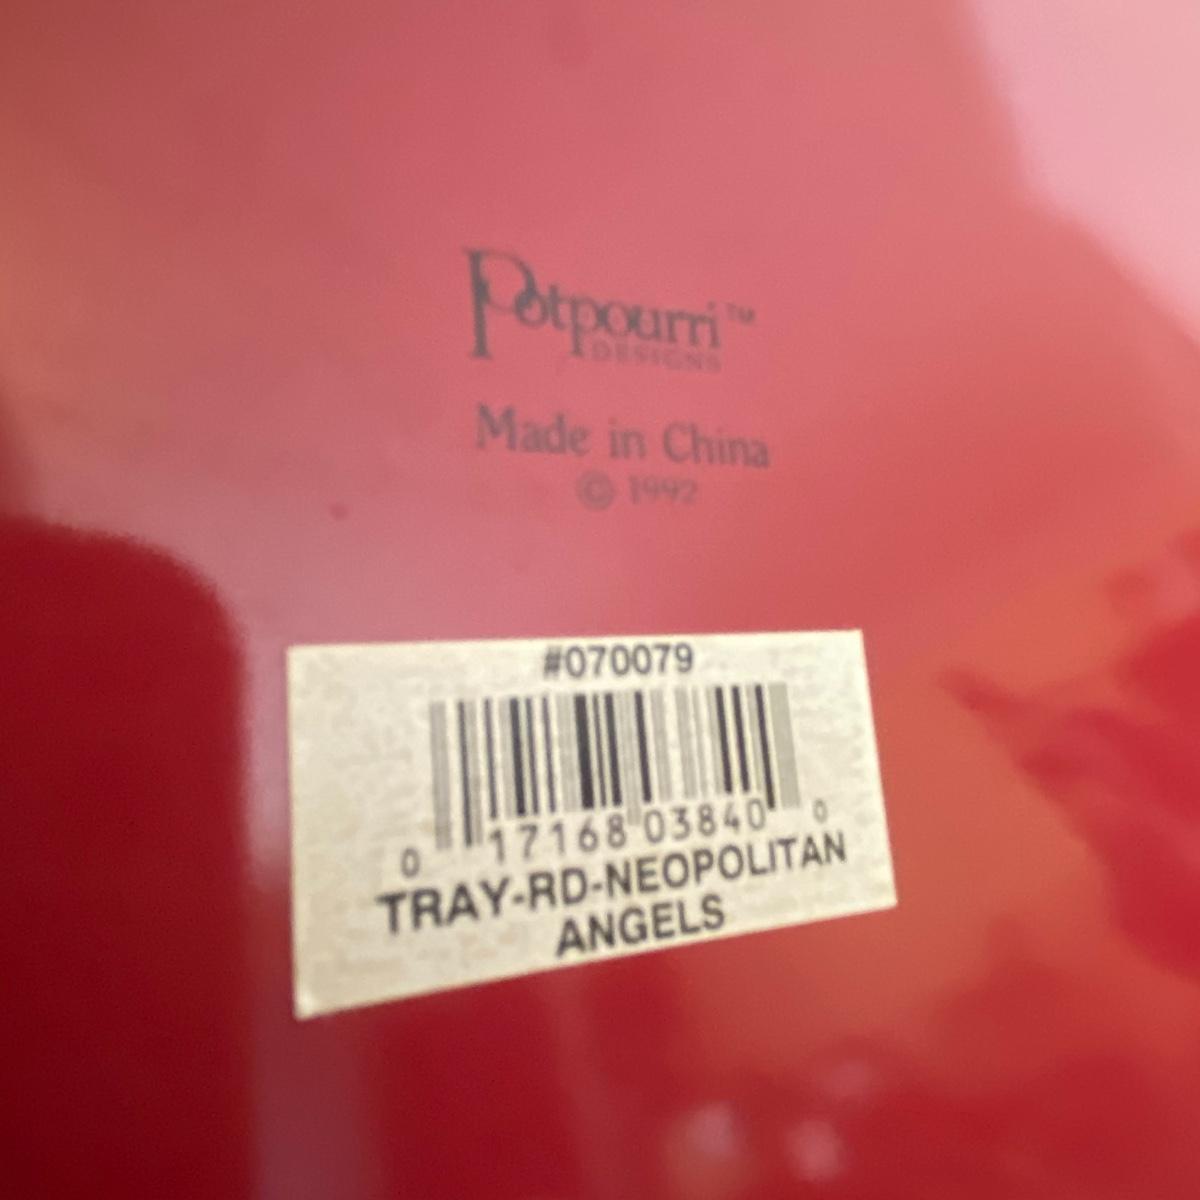 Potpourri™
DESIGNS
Made in China
© 1992
#070079
0 17168 03840 0
TRAY-RD-NEOPOLITAN
ANGELS